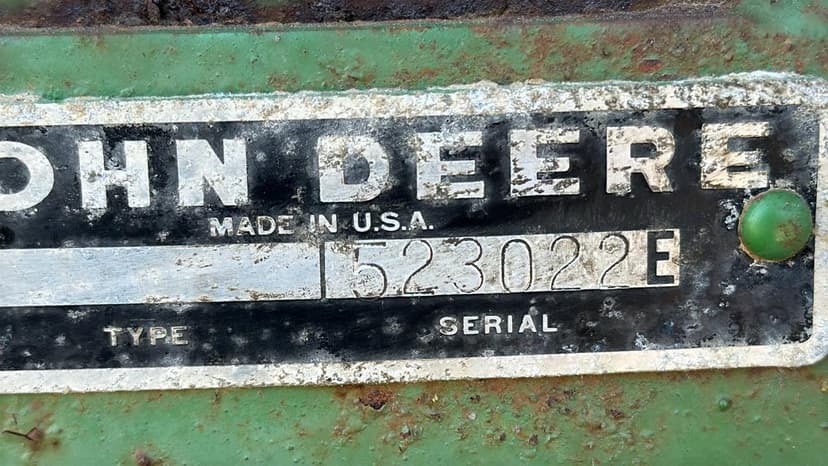 OHN DEERE
MADE IN U.S.A.
523022E
TYPE SERIAL